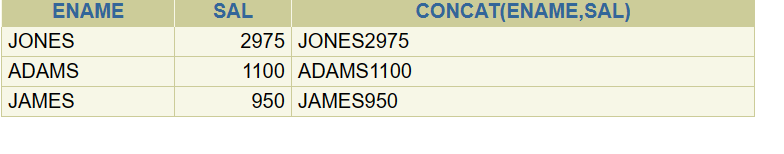 ENAME SAL CONCAT(ENAME,SAL)
JONES 2975 JONES2975
ADAMS 1100 ADAMS1100
JAMES 950 JAMES950